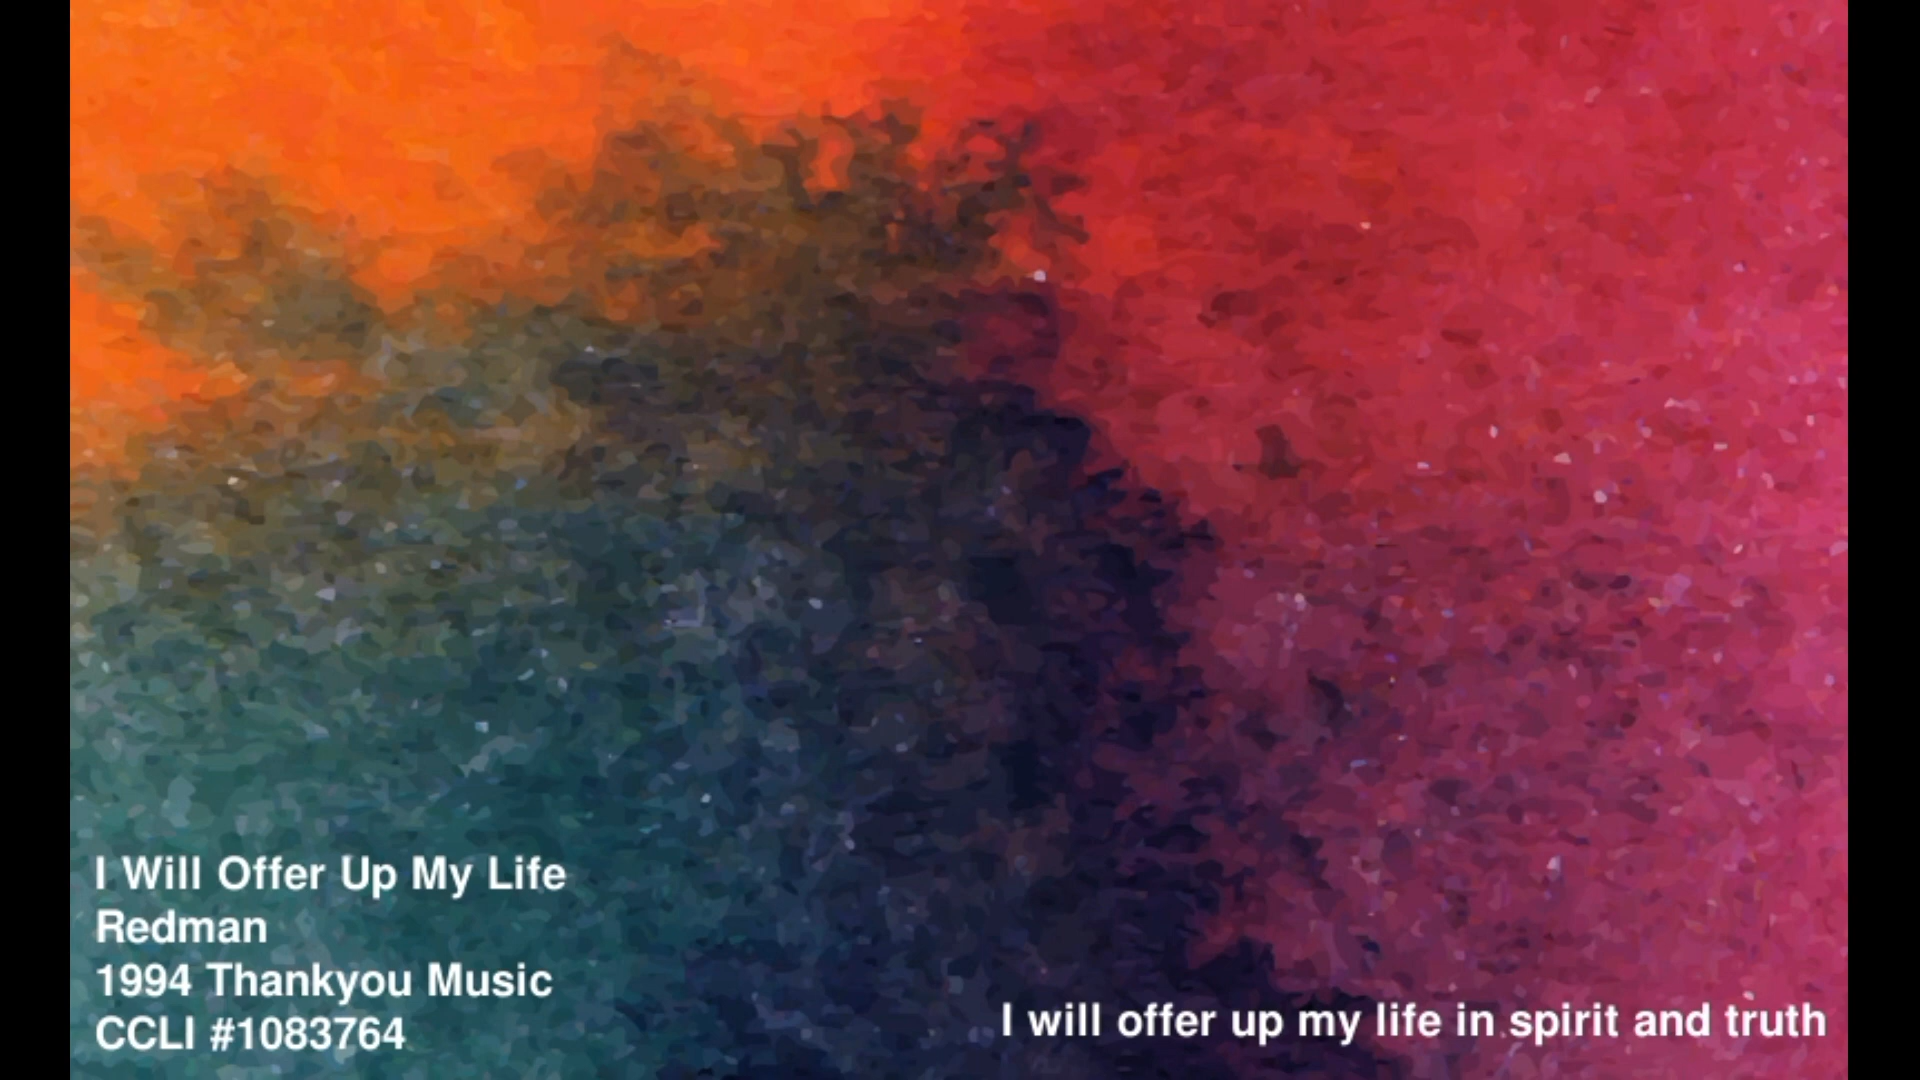 I Will Offer Up My Life
Redman
1994 Thankyou Music
CCLI #1083764
I will offer up my life in spirit and truth